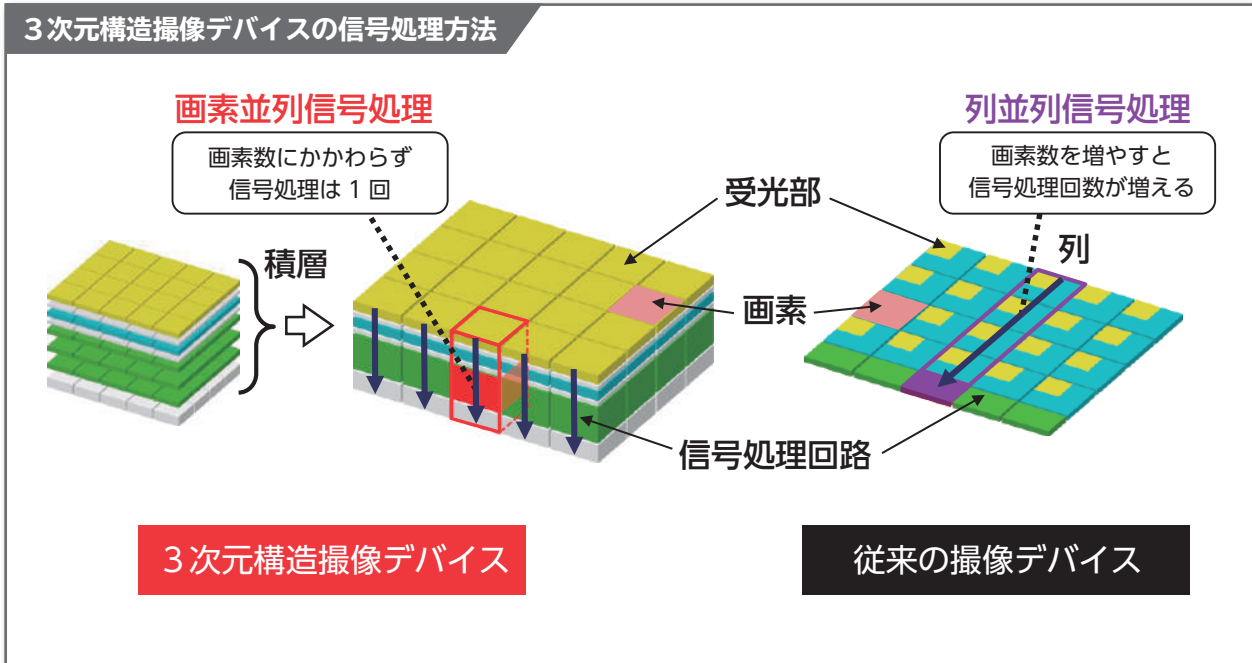 ３次元構造撮像デバイスの信号処理方法
画素並列信号処理
画素数にかかわらず
信号処理は 1 回
列並列信号処理
画素数を増やすと
信号処理回数が増える
受光部
列
積層
画素
信号処理回路
３次元構造撮像デバイス
従来の撮像デバイス